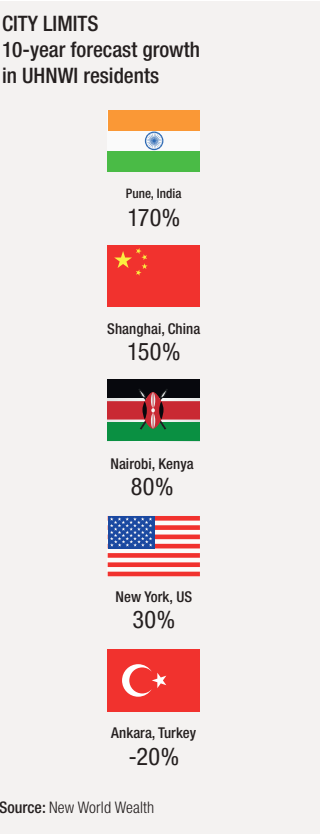 CITY LIMITS
10-year forecast growth
in UHNWI residents
Pune, India
170%
Shanghai, China
150%
Nairobi, Kenya
80%
New York, US
30%
Ankara, Turkey
-20%
Source: New World Wealth